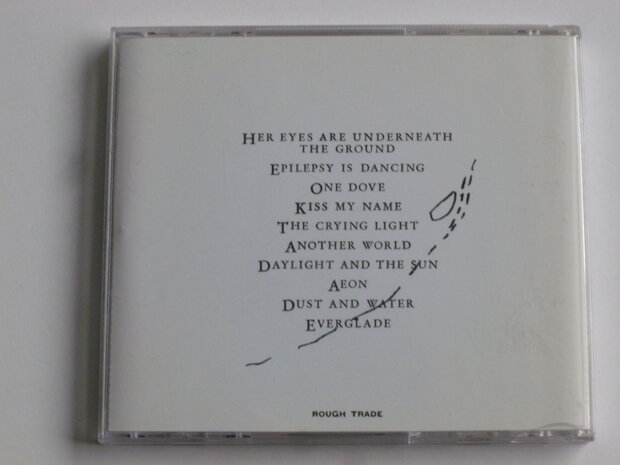 HER EYES ARE UNDERNEATH
THE GROUND
EPILEPSY IS DANCING
ONE DOVE
KISS MY NAME
THE CRYING LIGHT
ANOTHER WORLD
DAYLIGHT AND THE SUN
AEON
DUST AND WATER
EVERGLADE
ROUGH TRADE